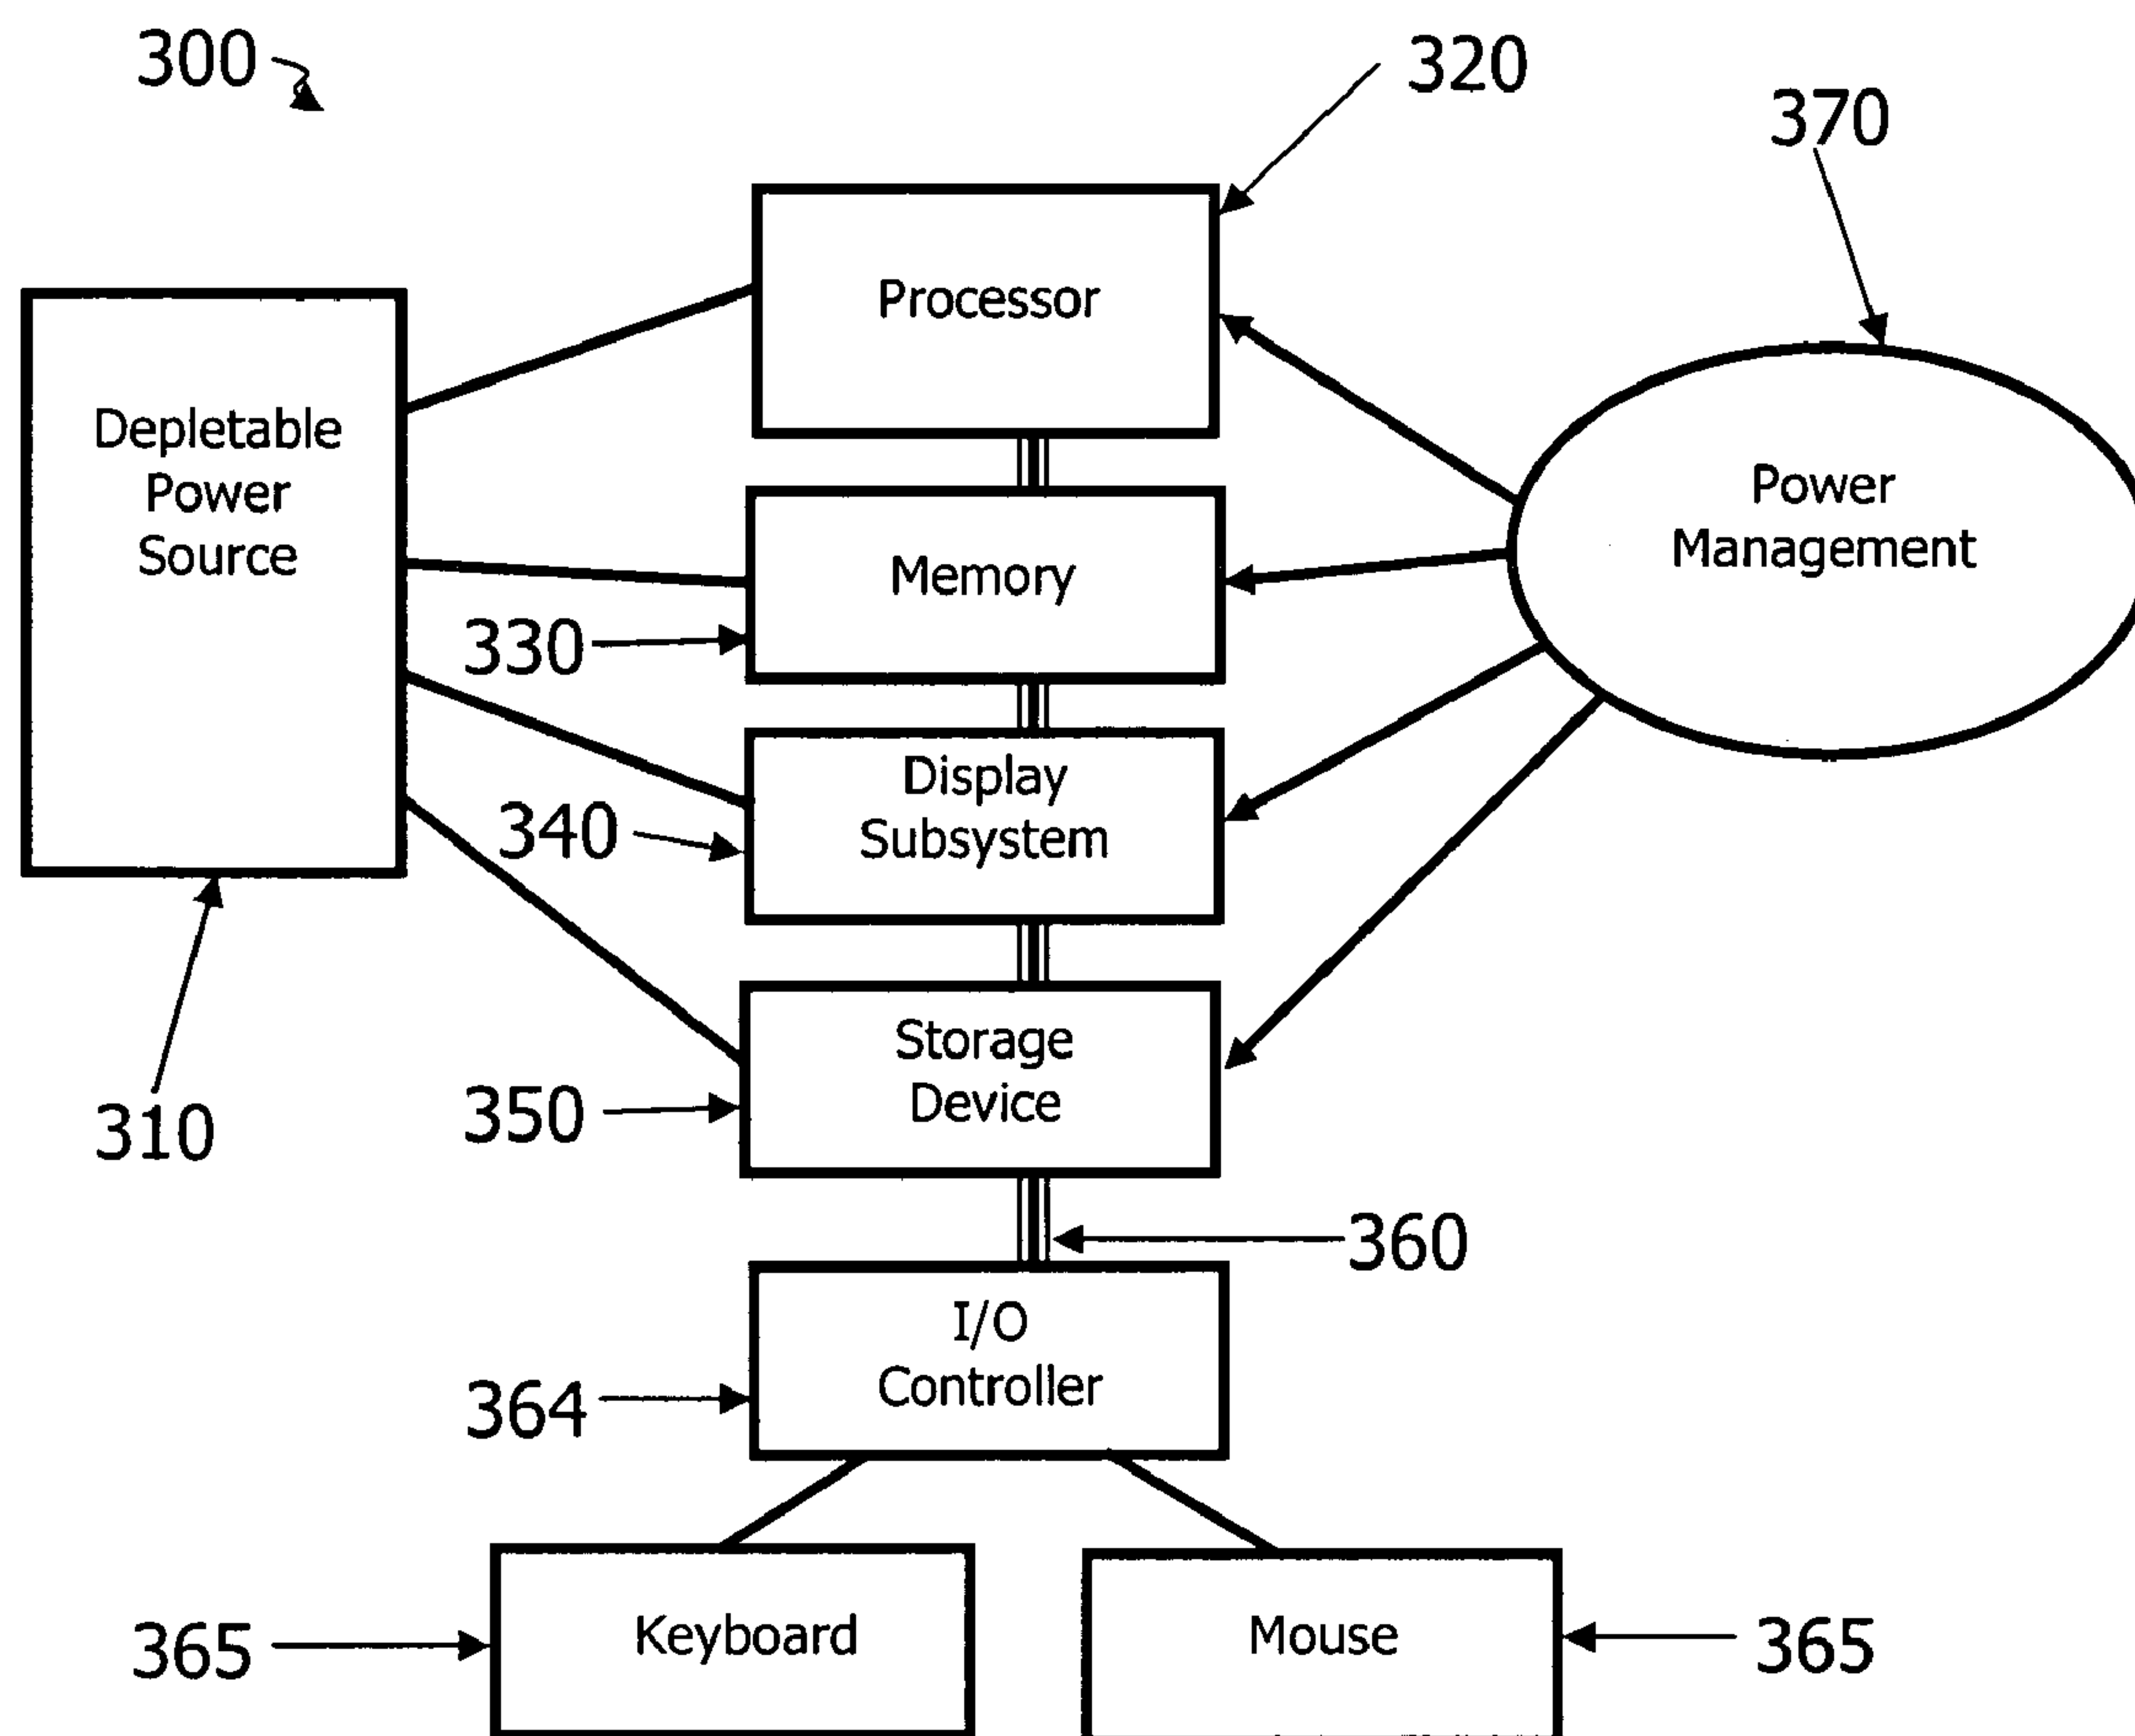 300
320
370
Processor
Depletable
Power
Source
Power
Management
Memory
330
Display
Subsystem
340
Storage
Device
350
310
360
I/O
Controller
364
Keyboard
365
Mouse
365